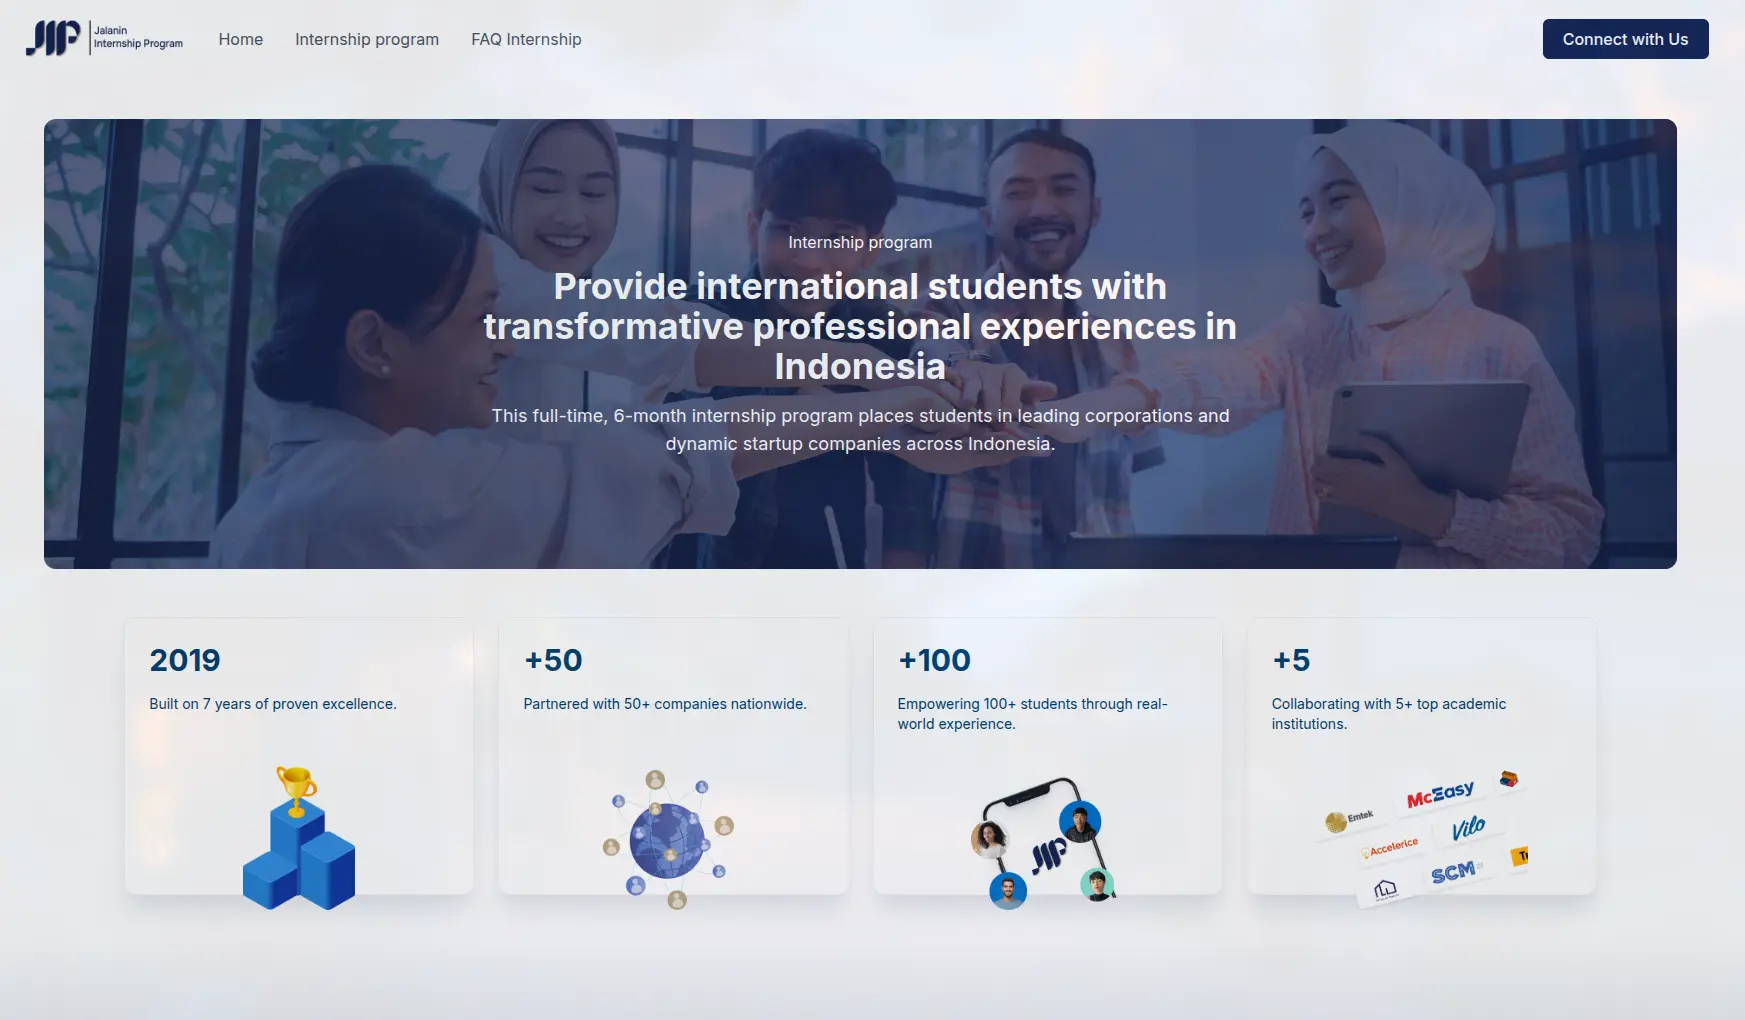 Jalanin
Internship Program
Home
Internship program
FAQ Internship
Connect with Us
Internship program
Provide international students with
transformative professional experiences in
Indonesia
This full-time, 6-month internship program places students in leading corporations and
dynamic startup companies across Indonesia.
2019
Built on 7 years of proven excellence.
+50
Partnered with 50+ companies nationwide.
+100
Empowering 100+ students through real-
world experience.
JIP
+5
Collaborating with 5+ top academic
institutions.
McEasy
Emtek
Vilo
Accelerice
SCM